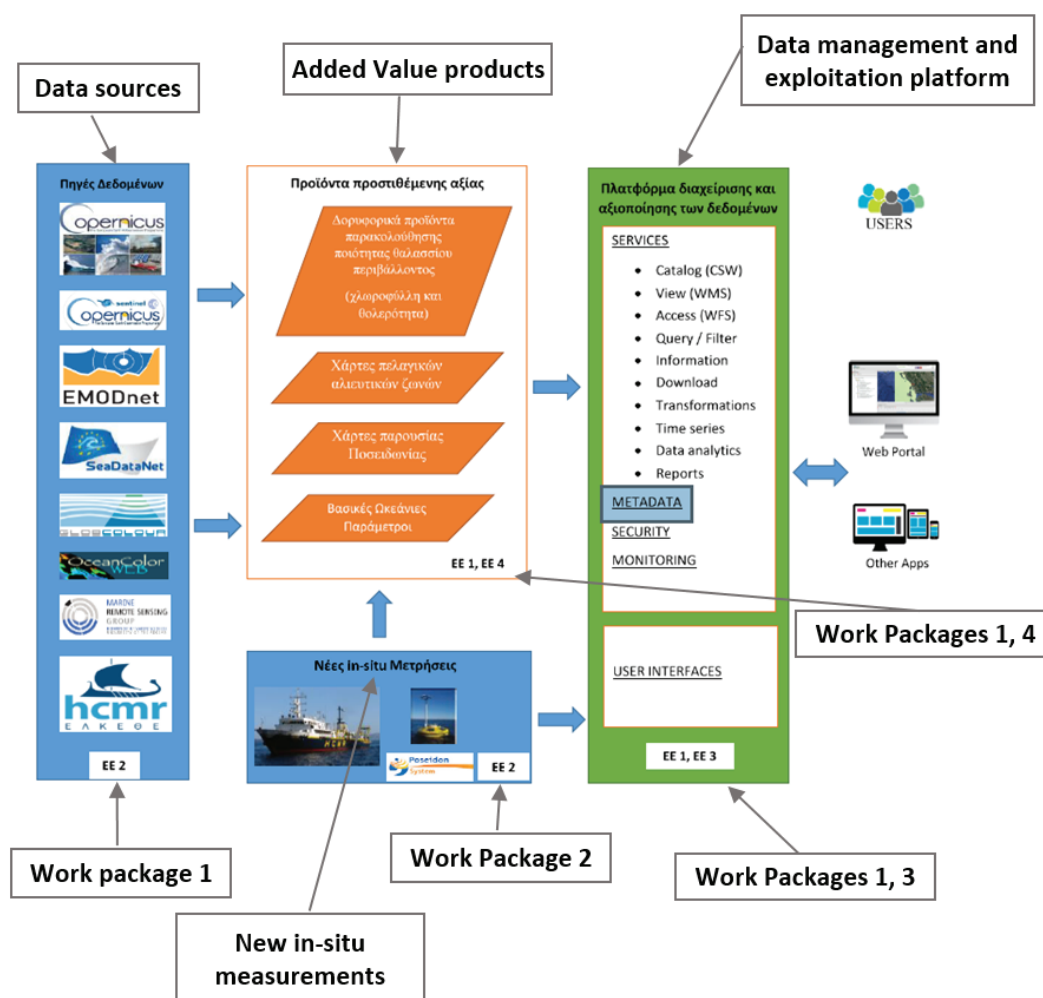 Data sources
Added Value products
Data management and
exploitation platform
Πηγές Δεδομένων
Copernicus
sentinel
Copernicus
EMODnet
SeaDataNet
GLOBCOLOUR
OceanColor
WEB
MARINE
REMOTE SENSING
GROUP
hcmr
ΕΛΚΕΘΕ
ΕΕ 2
Προϊόντα προστιθέμενης αξίας
Δορυφορικά προϊόντα
παρακολούθησης
ποιότητας θαλασσίου
περιβάλλοντος
(χλωροφύλλη και
θολερότητα)
Χάρτες πελαγικών
αλιευτικών ζωνών
Χάρτες παρουσίας
Ποσειδωνίας
Βασικές Ωκεάνιες
Παράμετροι
ΕΕ 1, ΕΕ 4
Νέες in-situ Μετρήσεις
HCMR
Poseidon
System
ΕΕ 2
Πλατφόρμα διαχείρισης και
αξιοποίησης των δεδομένων
SERVICES
• Catalog (CSW)
• View (WMS)
• Access (WFS)
• Query / Filter
• Information
• Download
• Transformations
• Time series
• Data analytics
• Reports
METADATA
SECURITY
MONITORING
USER INTERFACES
ΕΕ 1, ΕΕ 3
USERS
Web Portal
Other Apps
Work Packages 1, 4
Work package 1
Work Package 2
Work Packages 1, 3
New in-situ
measurements